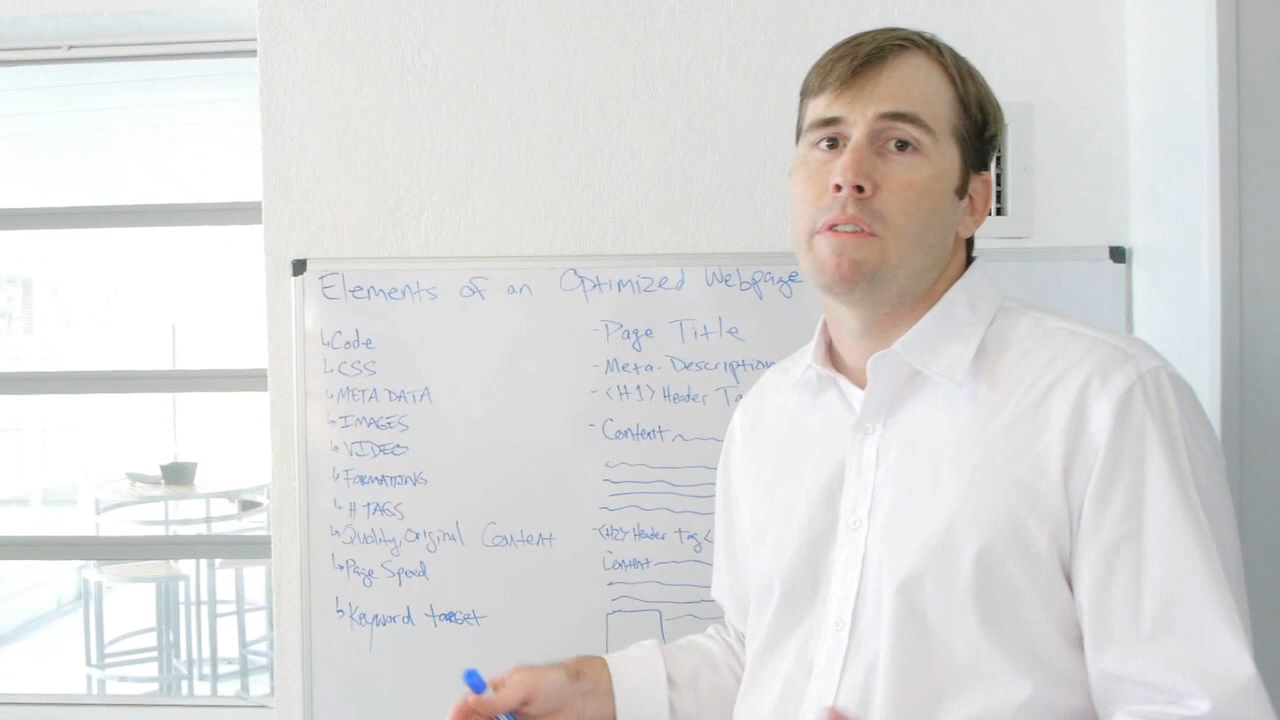 Elements of an Optimized Webpage
↳Code
↳CSS
↳META DATA
↳IMAGES
↳VIDEO
↳FORMATTING
↳H TAGS
↳Quality, Original Content
↳Page Speed
↳Keyword target
-Page Title
-Meta-Description
-<H1> Header Ta
-Content
-<H2> Header Tag <
Content